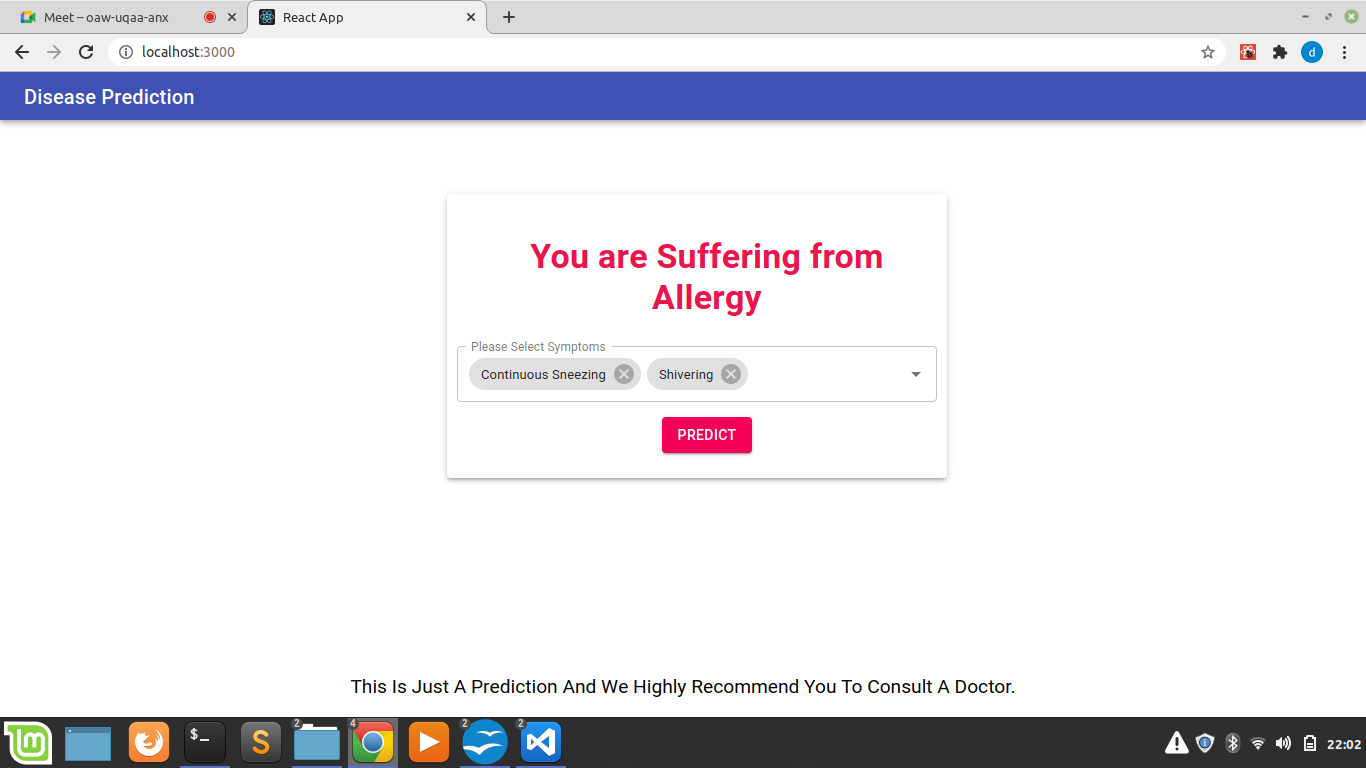 Meet – oaw-uqaa-anx
React App
localhost:3000
d
Disease Prediction
You are Suffering from
Allergy
Please Select Symptoms
Continuous Sneezing
Shivering
PREDICT
This Is Just A Prediction And We Highly Recommend You To Consult A Doctor.
$_
S
2
4
2
2
22:02